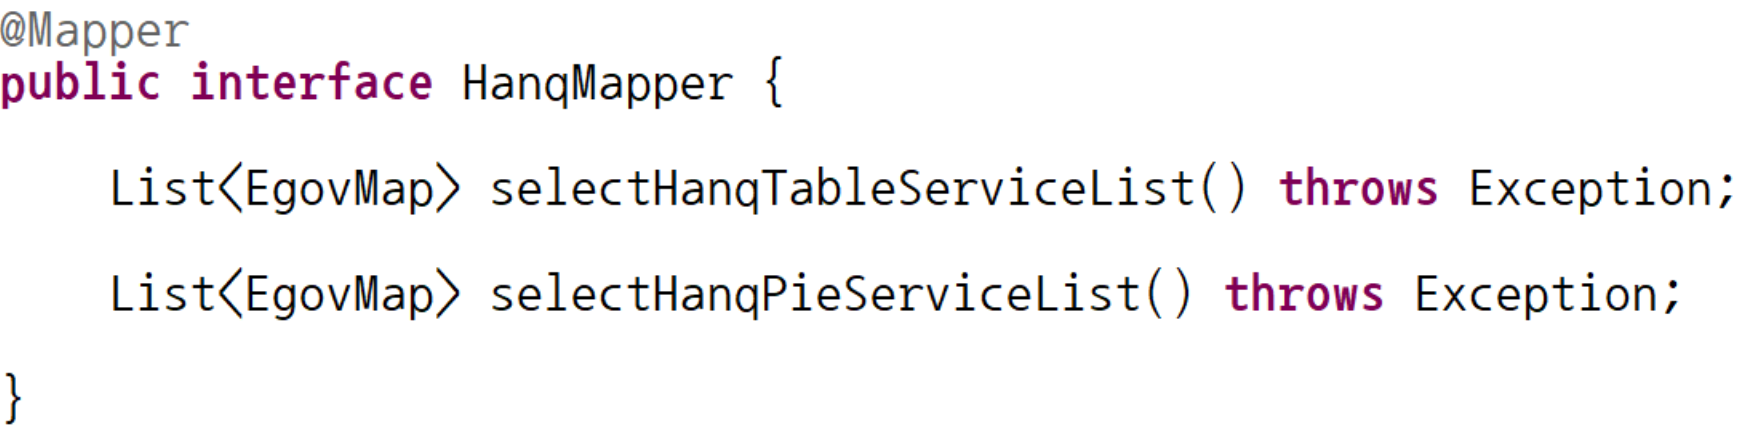 @Mapper
public interface HanqMapper {
List<EgovMap> selectHanqTableServiceList() throws Exception;
List<EgovMap> selectHanqPieServiceList() throws Exception;
}